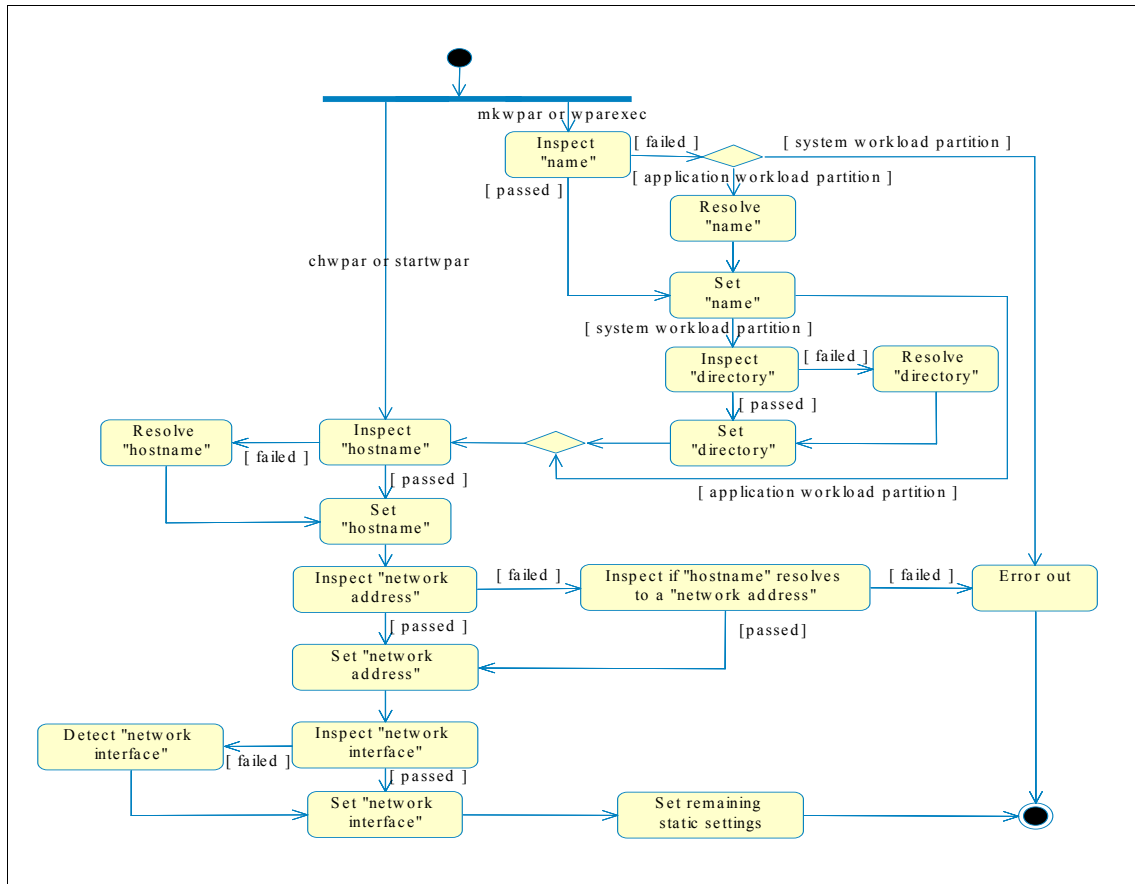 mkwpar or wparexec
Inspect
"name"
[ failed ]
[ system workload partition ]
[ application workload partition ]
[ passed ]
Resolve
"name"
chwpar or startwpar
Set
"name"
[ system workload partition ]
Inspect
"directory"
[ failed ]
Resolve
"directory"
[ passed ]
Set
"directory"
Inspect
"hostname"
Resolve
"hostname"
[ failed ]
[ passed ]
[ application workload partition ]
Set
"hostname"
Inspect "network
address"
[ failed ]
Inspect if "hostname" resolves
to a "network address"
[ failed ]
Error out
[ passed ]
[passed]
Set "network
address"
Inspect "network
interface"
Detect "network
interface"
[ failed ]
[ passed ]
Set "network
interface"
Set remaining
static settings